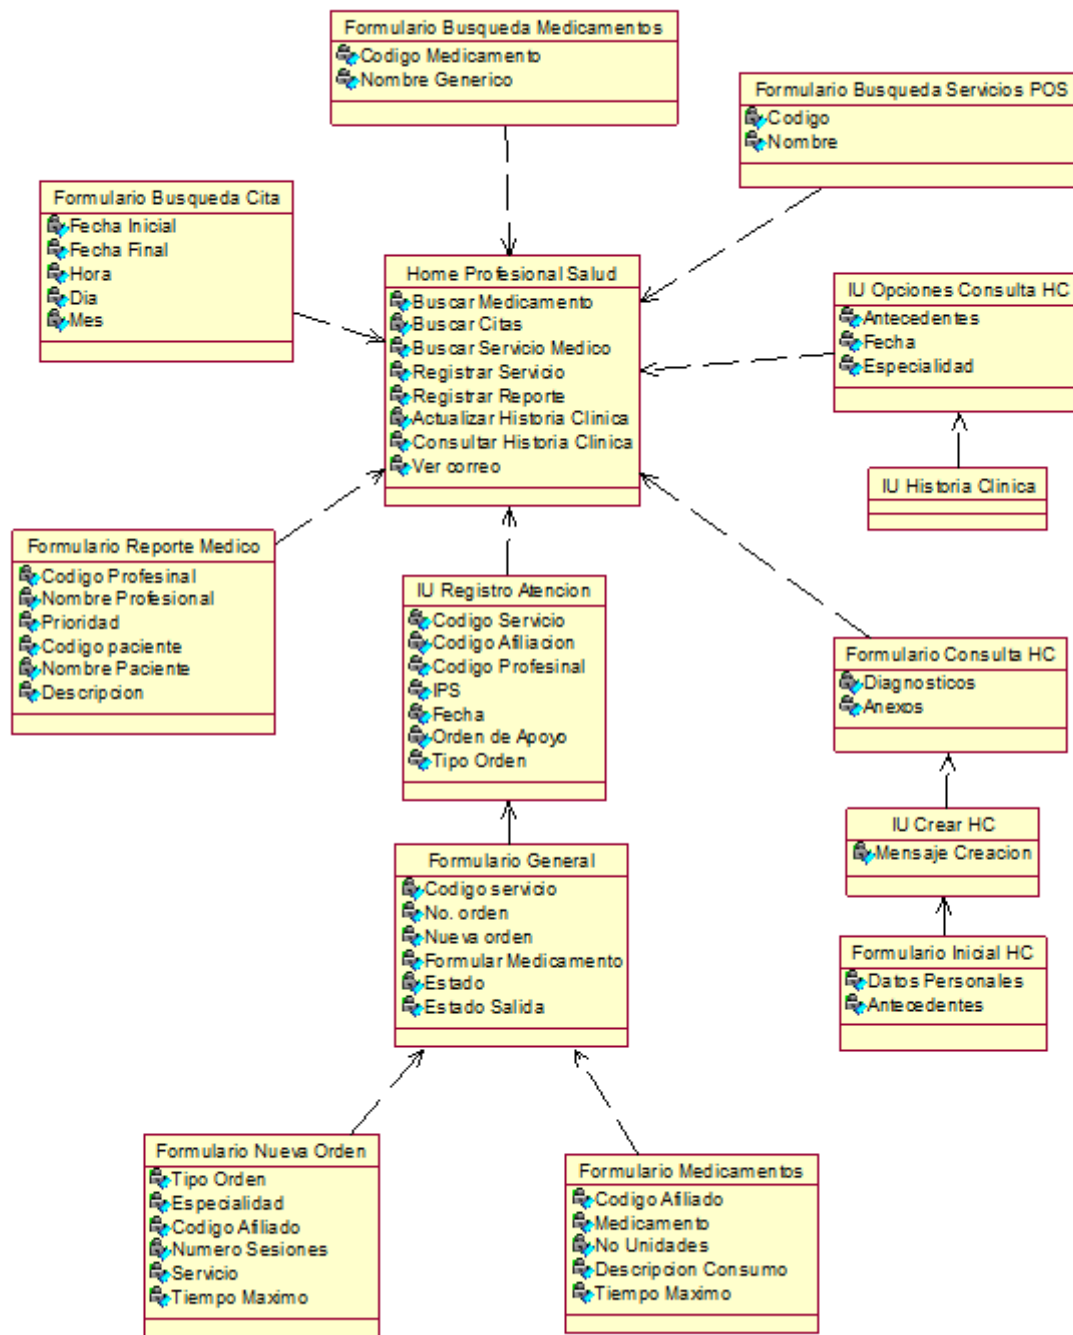 Formulario Busqueda Medicamentos
Codigo Medicamento
Nombre Generico
Formulario Busqueda Servicios POS
Codigo
Nombre
Formulario Busqueda Cita
Fecha Inicial
Fecha Final
Hora
Dia
Mes
Home Profesional Salud
Buscar Medicamento
Buscar Citas
Buscar Servicio Medico
Registrar Servicio
Registrar Reporte
Actualizar Historia Clinica
Consultar Historia Clinica
Ver correo
IU Opciones Consulta HC
Antecedentes
Fecha
Especialidad
IU Historia Clinica
Formulario Reporte Medico
Codigo Profesinal
Nombre Profesional
Prioridad
Codigo paciente
Nombre Paciente
Descripcion
IU Registro Atencion
Codigo Servicio
Codigo Afiliacion
Codigo Profesinal
IPS
Fecha
Orden de Apoyo
Tipo Orden
Formulario Consulta HC
Diagnosticos
Anexos
IU Crear HC
Mensaje Creacion
Formulario Inicial HC
Datos Personales
Antecedentes
Formulario General
Codigo servicio
No. orden
Nueva orden
Formular Medicamento
Estado
Estado Salida
Formulario Nueva Orden
Tipo Orden
Especialidad
Codigo Afiliado
Numero Sesiones
Servicio
Tiempo Maximo
Formulario Medicamentos
Codigo Afiliado
Medicamento
No Unidades
Descripcion Consumo
Tiempo Maximo